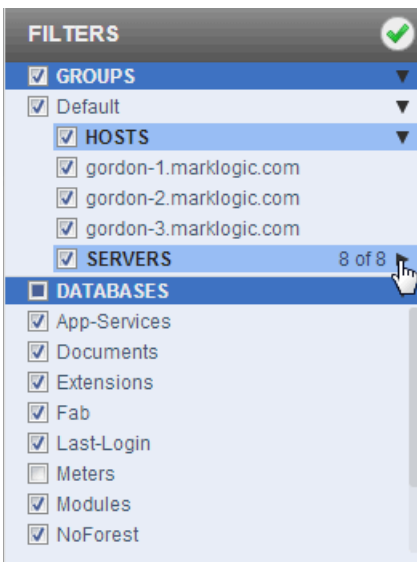 FILTERS
GROUPS
Default
HOSTS
gordon-1.marklogic.com
gordon-2.marklogic.com
gordon-3.marklogic.com
SERVERS 8 of 8
DATABASES
App-Services
Documents
Extensions
Fab
Last-Login
Meters
Modules
NoForest